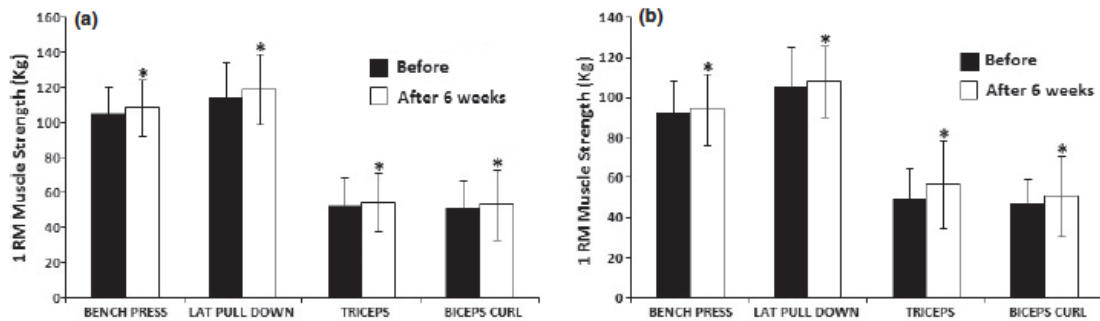 (a)
160
140
120
100
80
60
40
20
0
1 RM Muscle Strength (Kg)
Before
After 6 weeks
*
*
*
*
BENCH PRESS
LAT PULL DOWN
TRICEPS
BICEPS CURL
(b)
140
120
100
80
60
40
20
0
1 RM Muscle Strength (Kg)
Before
After 6 weeks
*
*
*
*
BENCH PRESS
LAT PULL DOWN
TRICEPS
BICEPS CURL